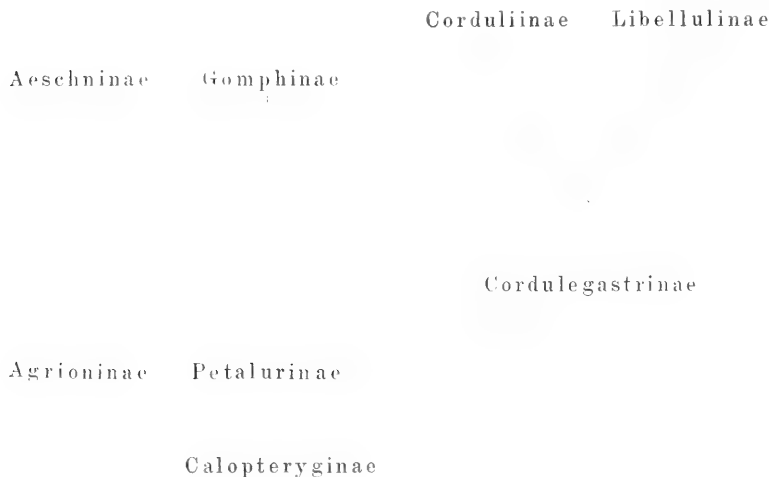 Corduliinae Libellulinae
Aeschninae Gomphinae
Cordulegastrinae
Agrioninae Petalurinae
Calopteryginae